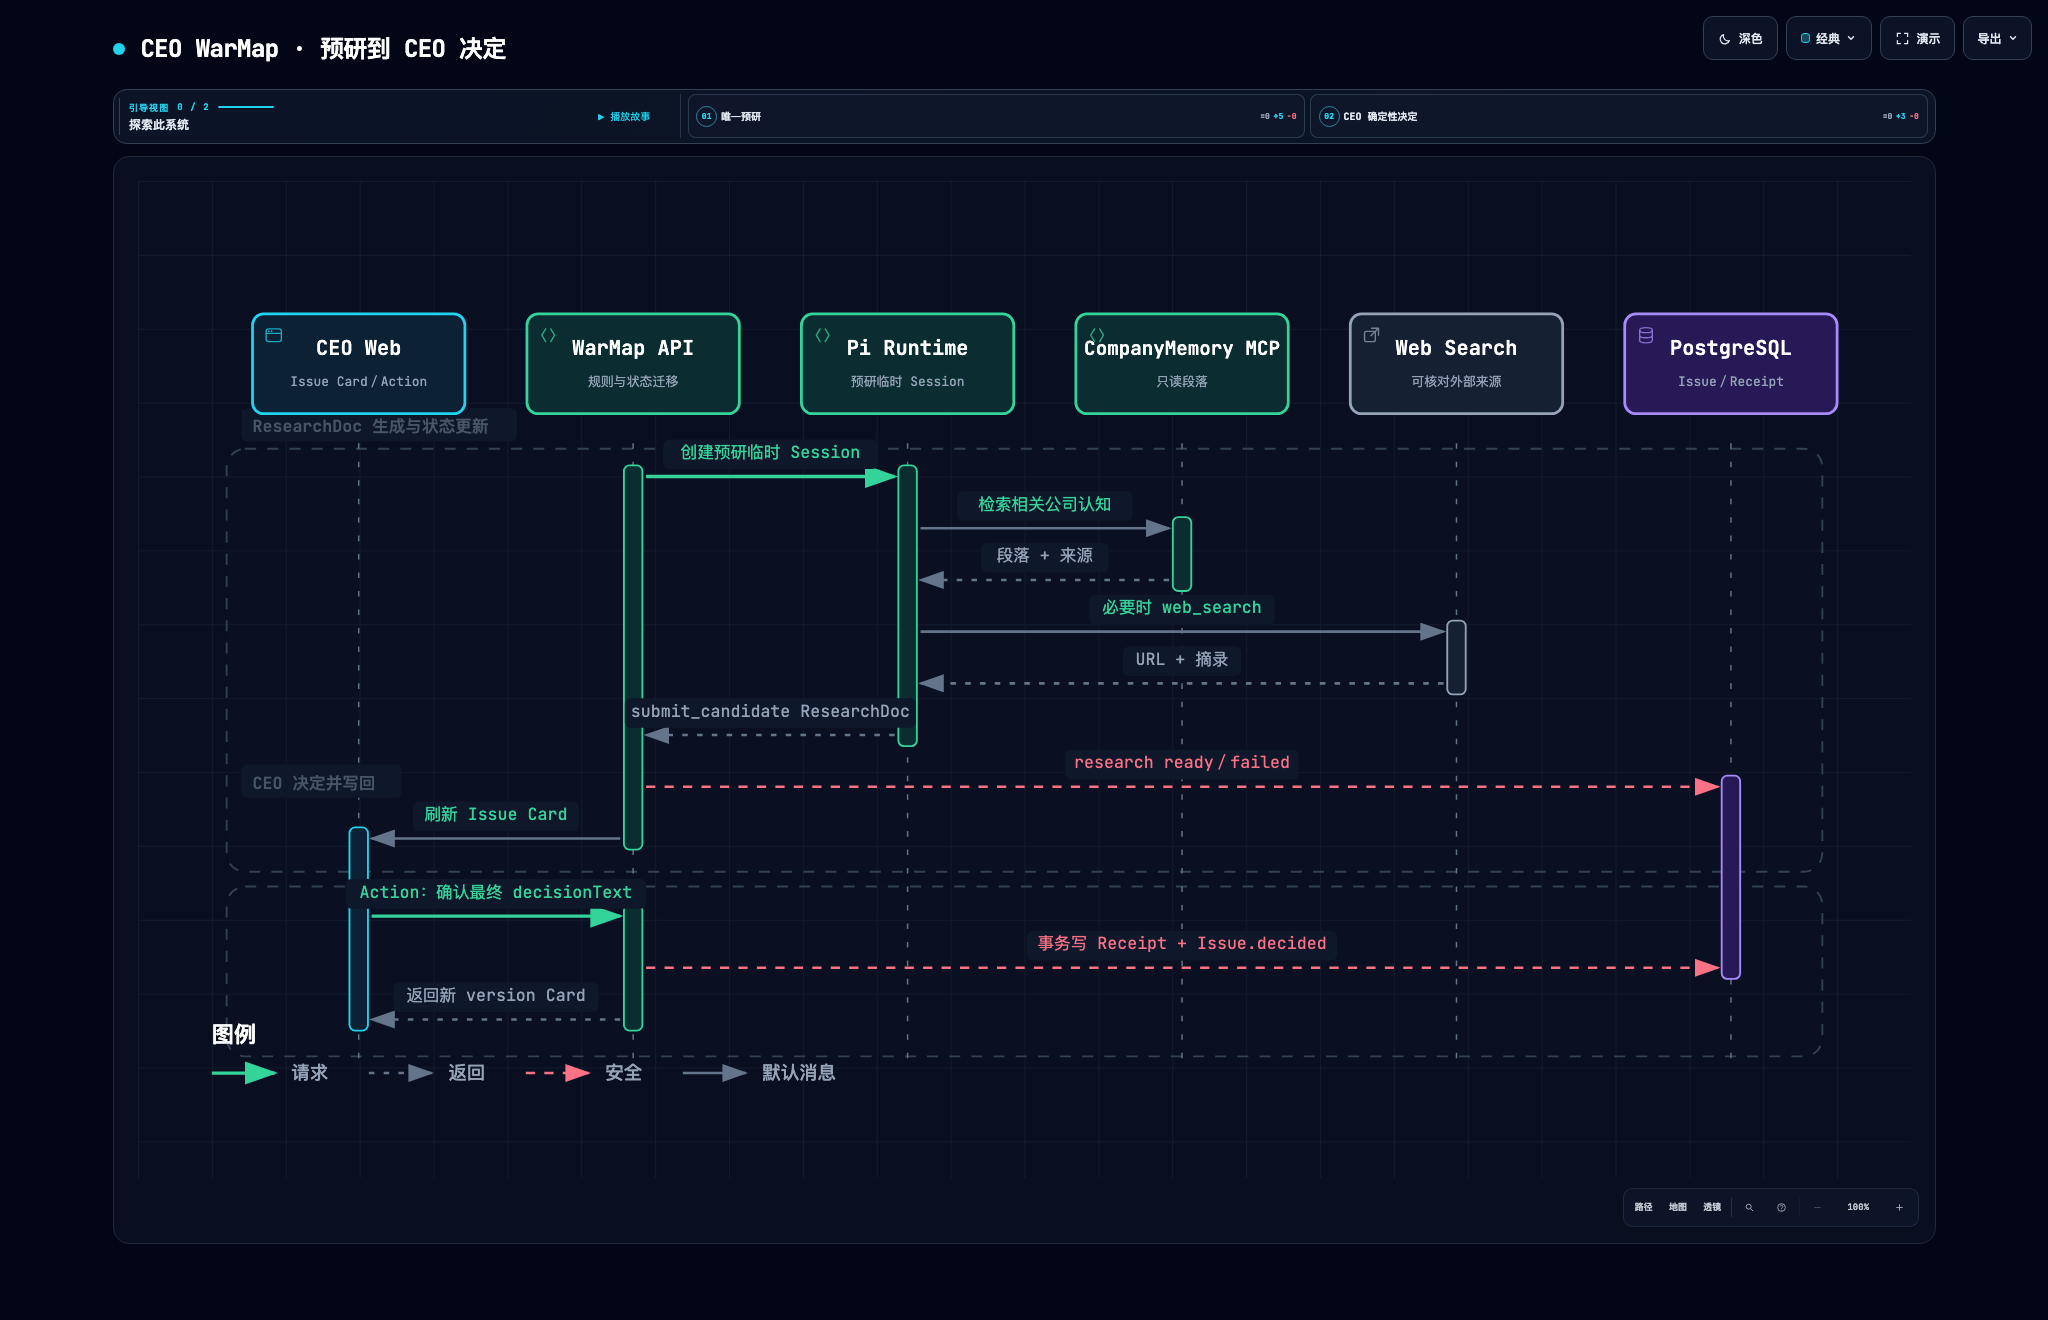 CEO WarMap · 预研到 CEO 决定
深色
经典
演示
导出
引导视图 0 / 2
探索此系统
播放故事
01 唯一预研
=0 +5 -0
02 CEO 确定性决定
=0 +3 -0
CEO Web
Issue Card/Action
WarMap API
规则与状态迁移
Pi Runtime
预研临时 Session
CompanyMemory MCP
只读段落
Web Search
可核对外部来源
PostgreSQL
Issue/Receipt
ResearchDoc 生成与状态更新
创建预研临时 Session
检索相关公司认知
段落 + 来源
必要时 web_search
URL + 摘录
submit_candidate ResearchDoc
research ready/failed
CEO 决定并写回
刷新 Issue Card
Action: 确认最终 decisionText
事务写 Receipt + Issue.decided
返回新 version Card
图例
请求
返回
安全
默认消息
路径
地图
透镜
100%